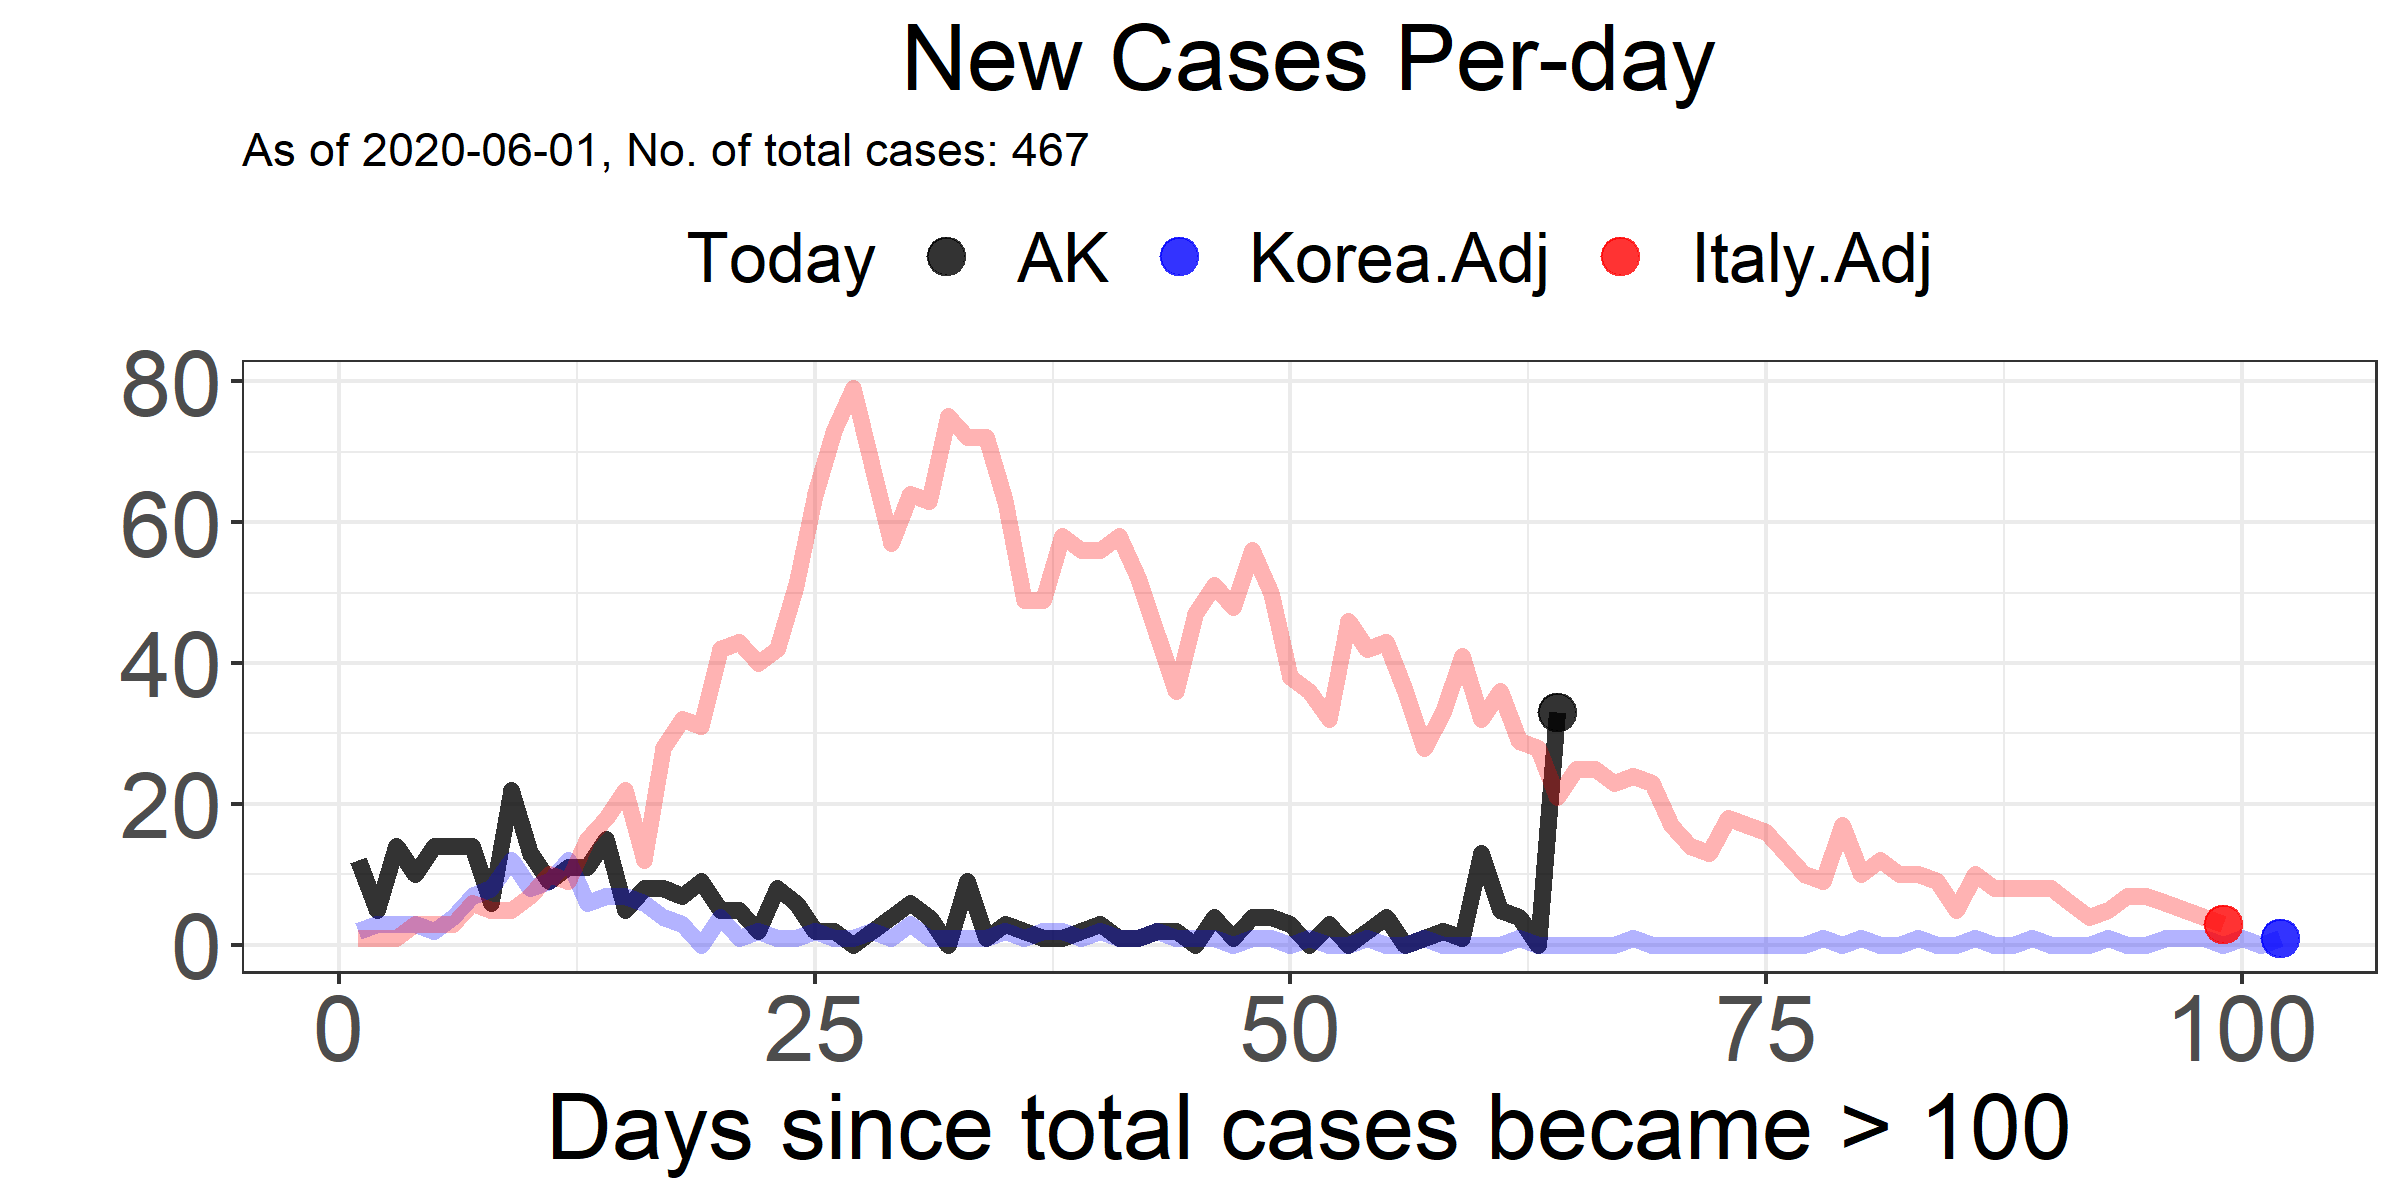 New Cases Per-day
As of 2020-06-01, No. of total cases: 467
Today AK Korea.Adj Italy.Adj
80
60
40
20
0
0 25 50 75 100
Days since total cases became > 100